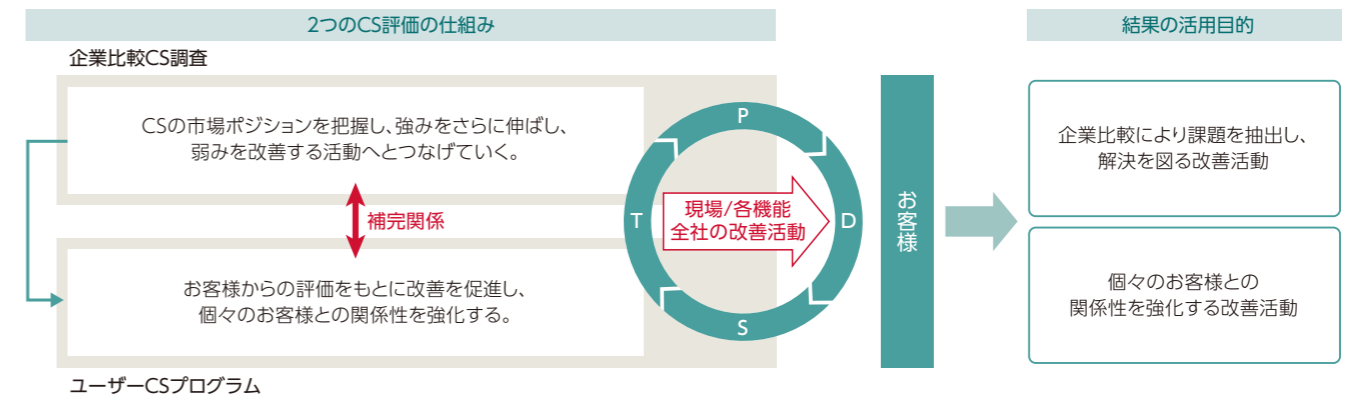 2つのCS評価の仕組み
結果の活用目的
企業比較CS調査
CSの市場ポジションを把握し、強みをさらに伸ばし、
弱みを改善する活動へとつなげていく。
補完関係
お客様からの評価をもとに改善を促進し、
個々のお客様との関係性を強化する。
ユーザーCSプログラム
P
T
現場/各機能
全社の改善活動
D
S
お客様
企業比較により課題を抽出し、
解決を図る改善活動
個々のお客様との
関係性を強化する改善活動